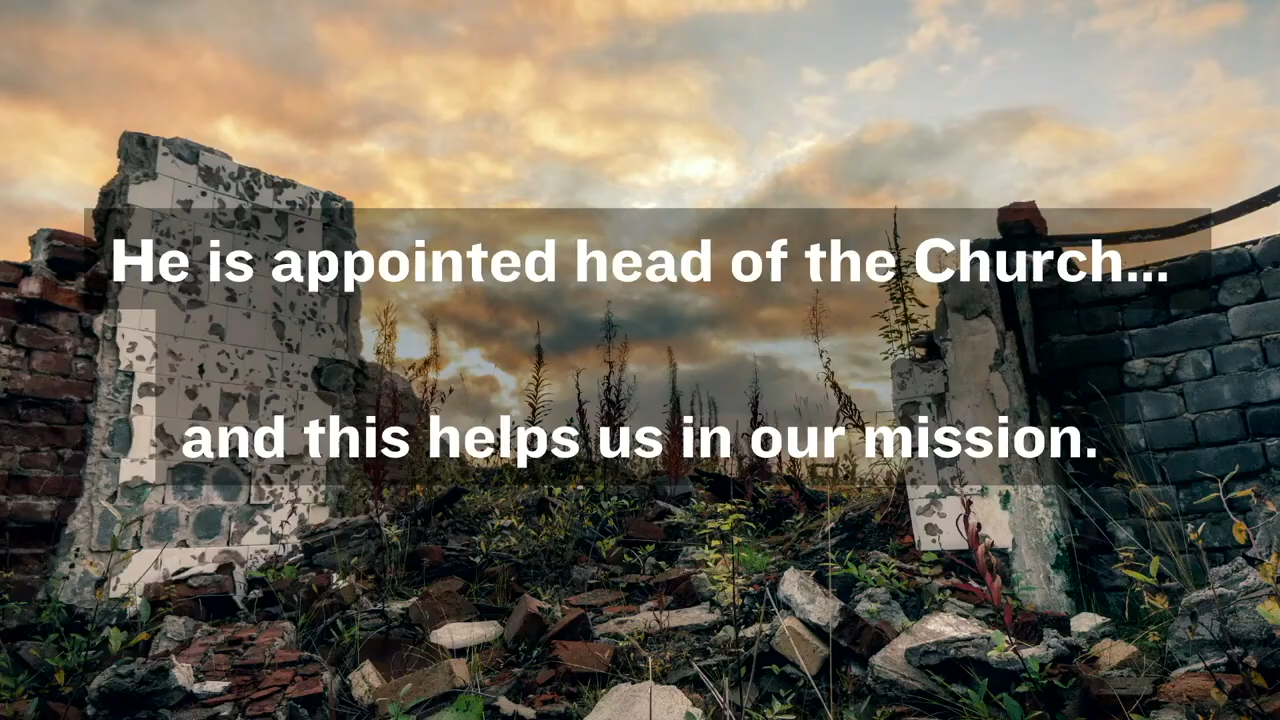 He is appointed head of the Church...
and this helps us in our mission.